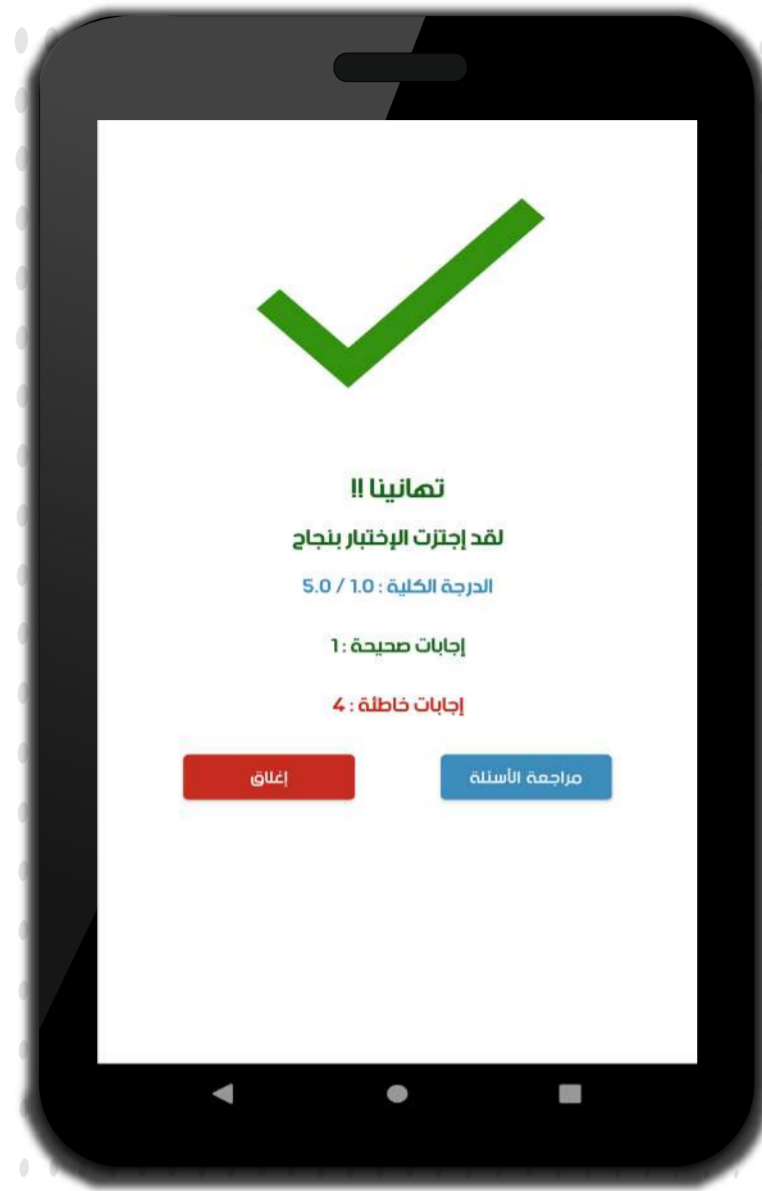 تهانينا !!
لقد إجتزت الإختبار بنجاح
الدرجة الكلية : 1.0 / 5.0
إجابات صحيحة : 1
إجابات خاطئة : 4
مراجعة الأسئلة
إغلاق